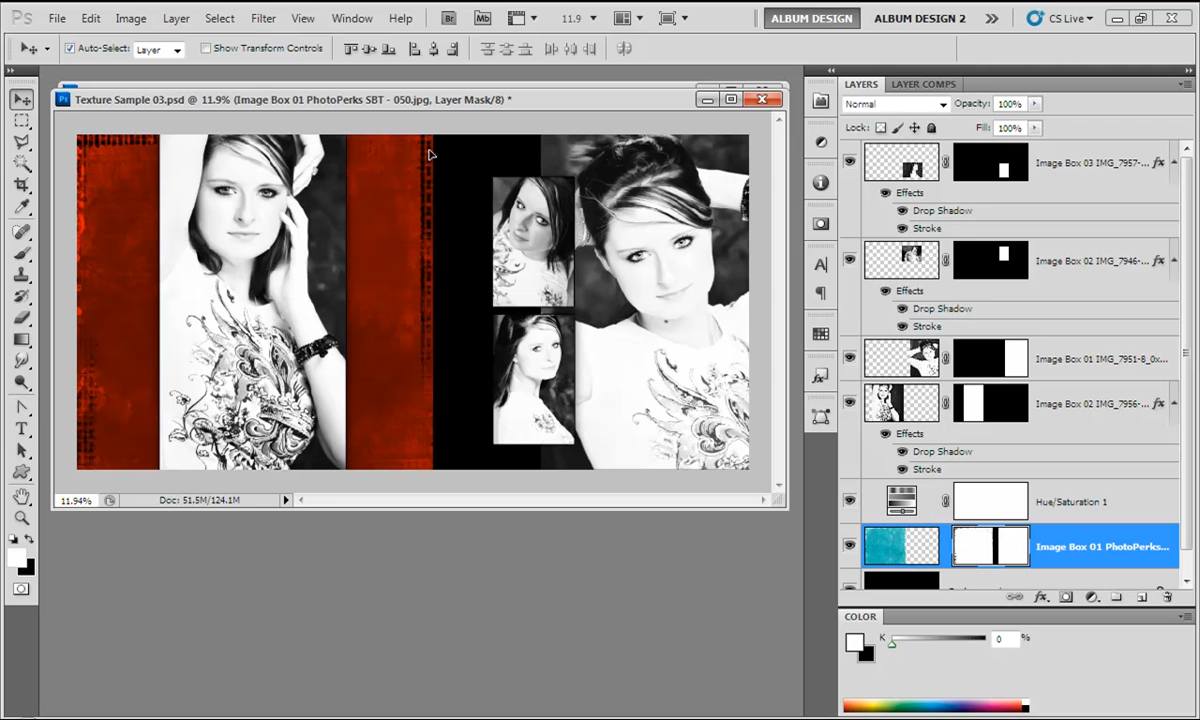 Ps File Edit Image Layer Select Filter View Window Help Br Mb 11.9 ALBUM DESIGN ALBUM DESIGN 2 CS Live
Auto-Select: Layer Show Transform Controls
Ps Texture Sample 03.psd @ 11.9% (Image Box 01 PhotoPerks SBT - 050.jpg, Layer Mask/8) *
11.94% Doc: 51.5M/124.1M
LAYERS LAYER COMPS
Normal Opacity: 100%
Lock: Fill: 100%
Image Box 03 IMG_7957-... fx
Effects
Drop Shadow
Stroke
Image Box 02 IMG_7946-... fx
Effects
Drop Shadow
Stroke
Image Box 01 IMG_7951-8_0x...
Image Box 02 IMG_7956-... fx
Effects
Drop Shadow
Stroke
Hue/Saturation 1
Image Box 01 PhotoPerks...
fx
COLOR
K 0 %